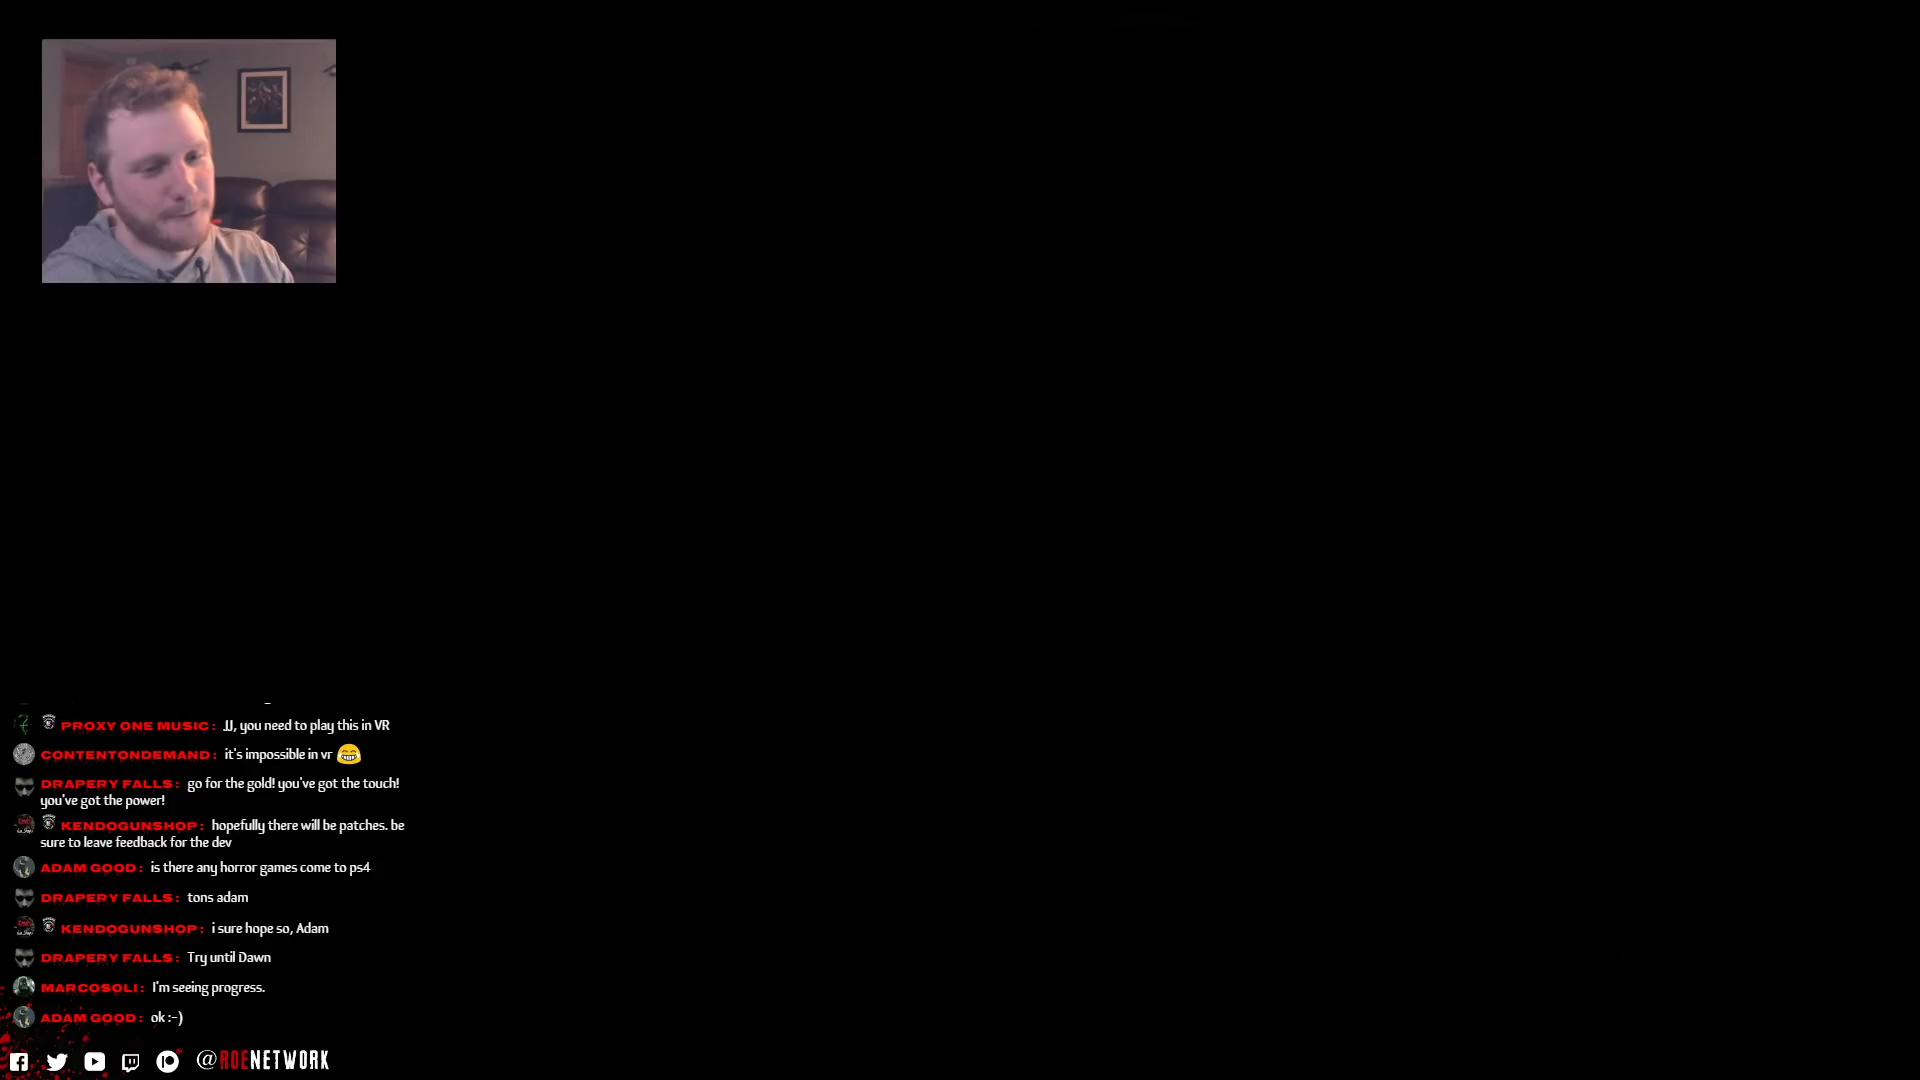 PROXY ONE MUSIC : JJ, you need to play this in VR
CONTENTONDEMAND : it's impossible in vr 😂
DRAPERY FALLS : go for the gold! you've got the touch!
you've got the power!
KENDOGUNSHOP : hopefully there will be patches. be
sure to leave feedback for the dev
ADAM GOOD : is there any horror games come to ps4
DRAPERY FALLS : tons adam
KENDOGUNSHOP : i sure hope so, Adam
DRAPERY FALLS : Try until Dawn
MARCOSOLI : I'm seeing progress.
ADAM GOOD : ok :-)
@ROENETWORK